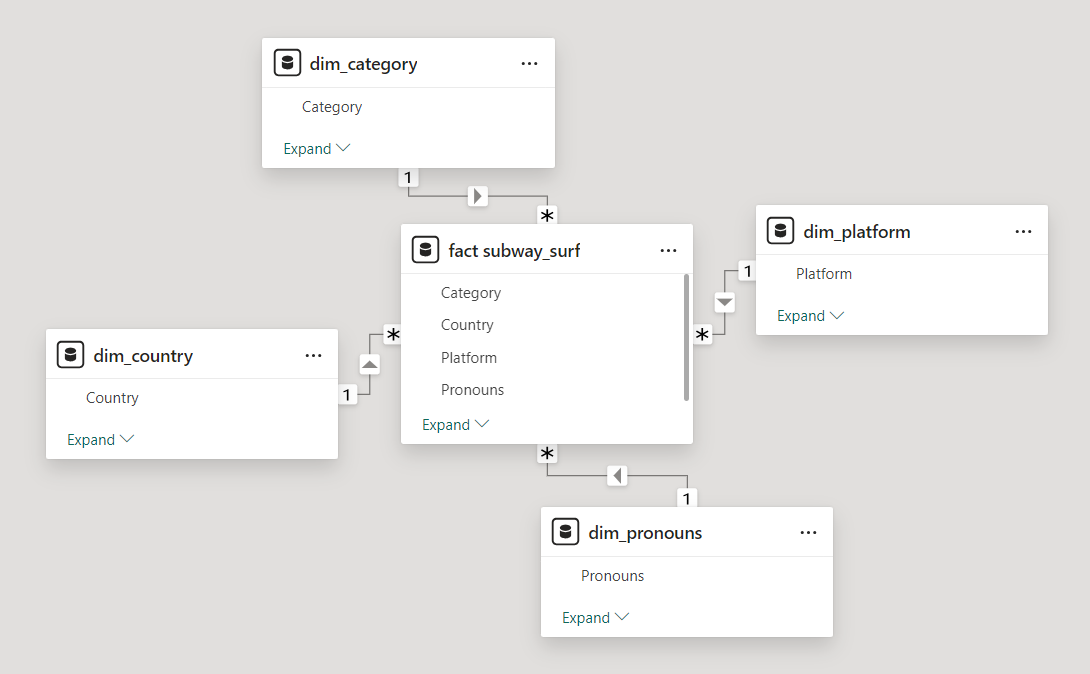 dim_category
Category
Expand
1
*
fact subway_surf
Category
Country
Platform
Pronouns
Expand
dim_platform
Platform
Expand
1
*
dim_country
Country
Expand
1
*
*
1
dim_pronouns
Pronouns
Expand